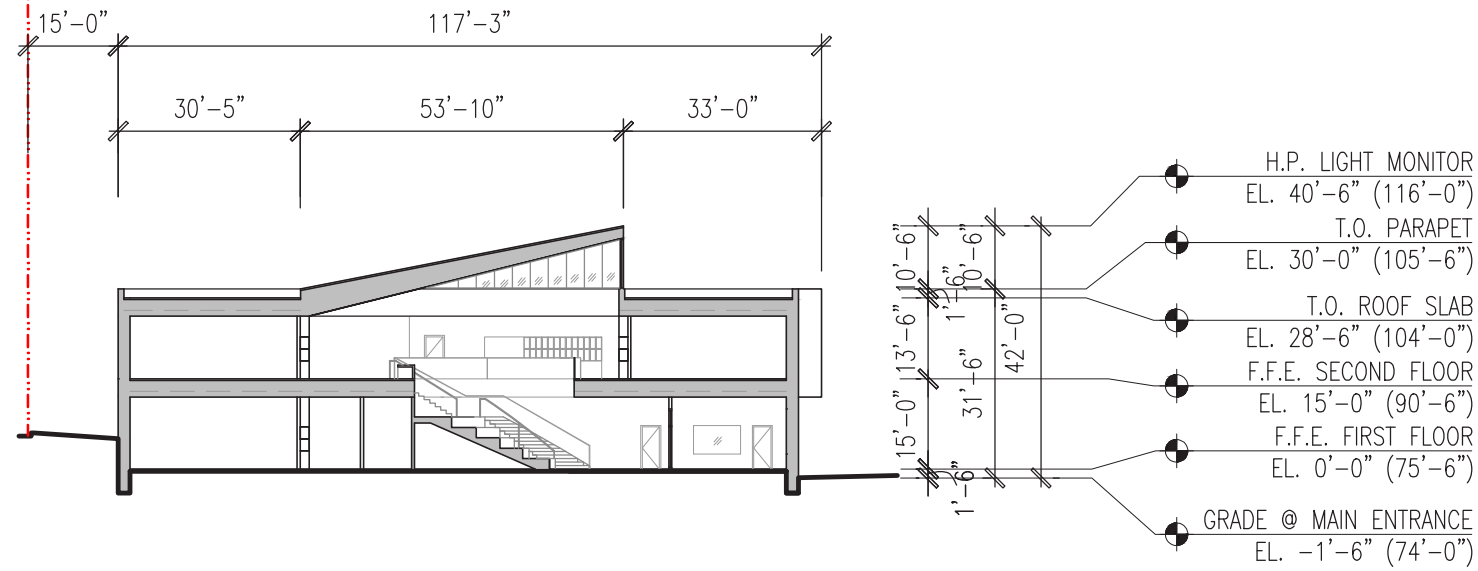 15'-0" 117'-3"
30'-5" 53'-10" 33'-0"
H.P. LIGHT MONITOR
EL. 40'-6" (116'-0")
T.O. PARAPET
EL. 30'-0" (105'-6")
T.O. ROOF SLAB
EL. 28'-6" (104'-0")
F.F.E. SECOND FLOOR
EL. 15'-0" (90'-6")
F.F.E. FIRST FLOOR
EL. 0'-0" (75'-6")
GRADE @ MAIN ENTRANCE
EL. -1'-6" (74'-0")
10'-6"
13'-6"
15'-0"
1'-6"
1'-6"
10'-6"
31'-6"
42'-0"